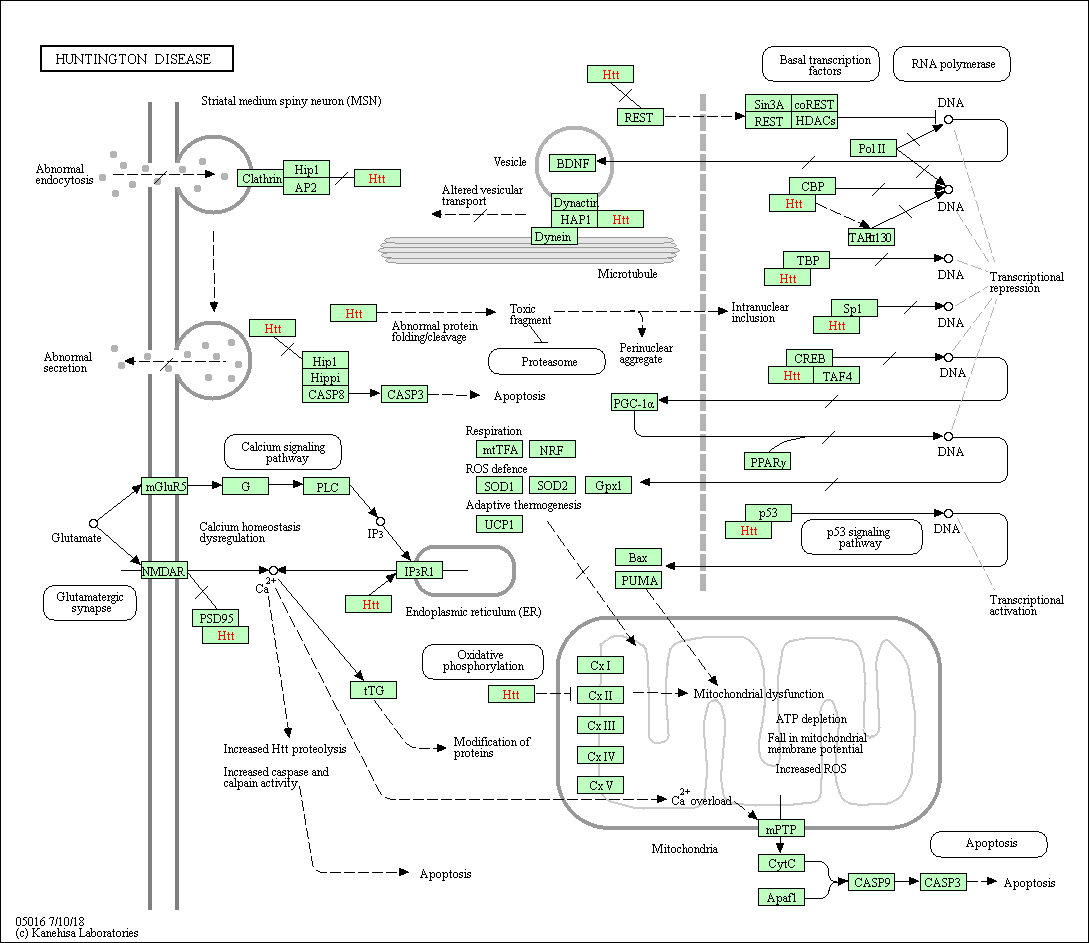 HUNTINGTON DISEASE
Striatal medium spiny neuron (MSN)
Htt
REST
Basal transcription
factors
RNA polymerase
Sin3A coREST
REST HDACs
DNA
Pol II
Vesicle
BDNF
Abnormal
endocytosis
Clathrin
Hip1
AP2
Htt
Altered vesicular
transport
Dynactin
HAP1 Htt
Dynein
Microtubule
CBP
Htt
DNA
TBP
Htt
DNA
Transcriptional
repression
Htt
Abnormal protein
folding/cleavage
Toxic
fragment
Proteasome
Perinuclear
aggregate
Intranuclear
inclusion
Sp1
Htt
DNA
Abnormal
secretion
Htt
Hip1
Hippi
CASP8
CASP3
Apoptosis
CREB
Htt TAF4
DNA
PGC-1α
Respiration
mtTFA NRF
ROS defence
SOD1 SOD2 Gpx1
Adaptive thermogenesis
UCP1
PPARγ
DNA
Calcium signaling
pathway
mGluR5
G
PLC
IP3
Glutamate
Calcium homeostasis
dysregulation
p53
Htt
p53 signaling
pathway
DNA
Bax
PUMA
NMDAR
Ca2+
IP3R1
Htt
Endoplasmic reticulum (ER)
Glutamatergic
synapse
PSD95
Htt
Transcriptional
activation
Oxidative
phosphorylation
Htt
Cx I
Cx II
Cx III
Cx IV
Cx V
Mitochondrial dysfunction
ATP depletion
Fall in mitochondrial
membrane potential
Increased ROS
tTG
Modification of
proteins
Increased Htt proteolysis
Increased caspase and
calpain activity
Ca2+ overload
mPTP
Mitochondria
CytC
Apaf1
CASP9
CASP3
Apoptosis
Apoptosis
Apoptosis
05016 7/10/18
(c) Kanehisa Laboratories